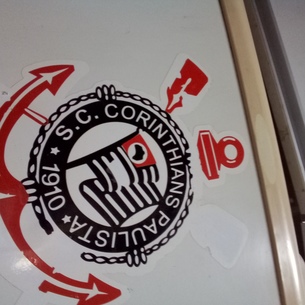 S.C. CORINTHIANS PAULISTA
1910